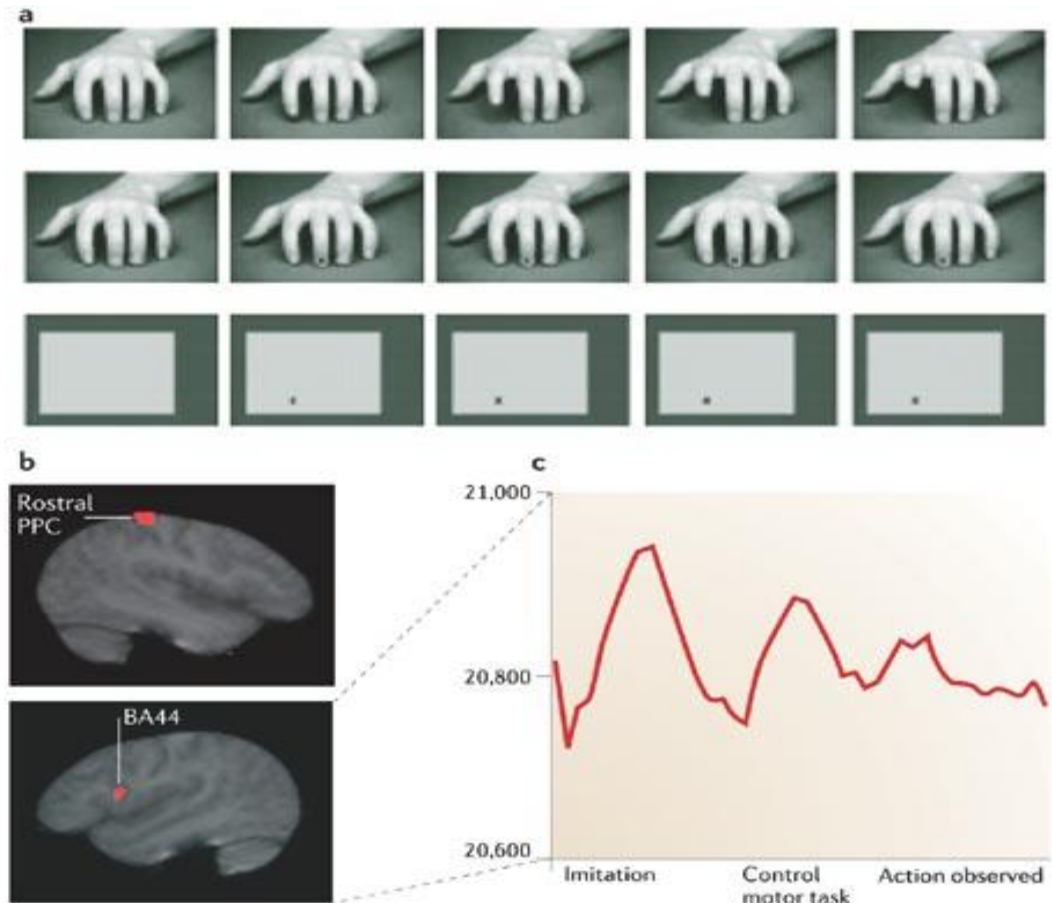 a
b
c
Rostral
PPC
BA44
21,000
20,800
20,600
Imitation
Control
motor task
Action observed